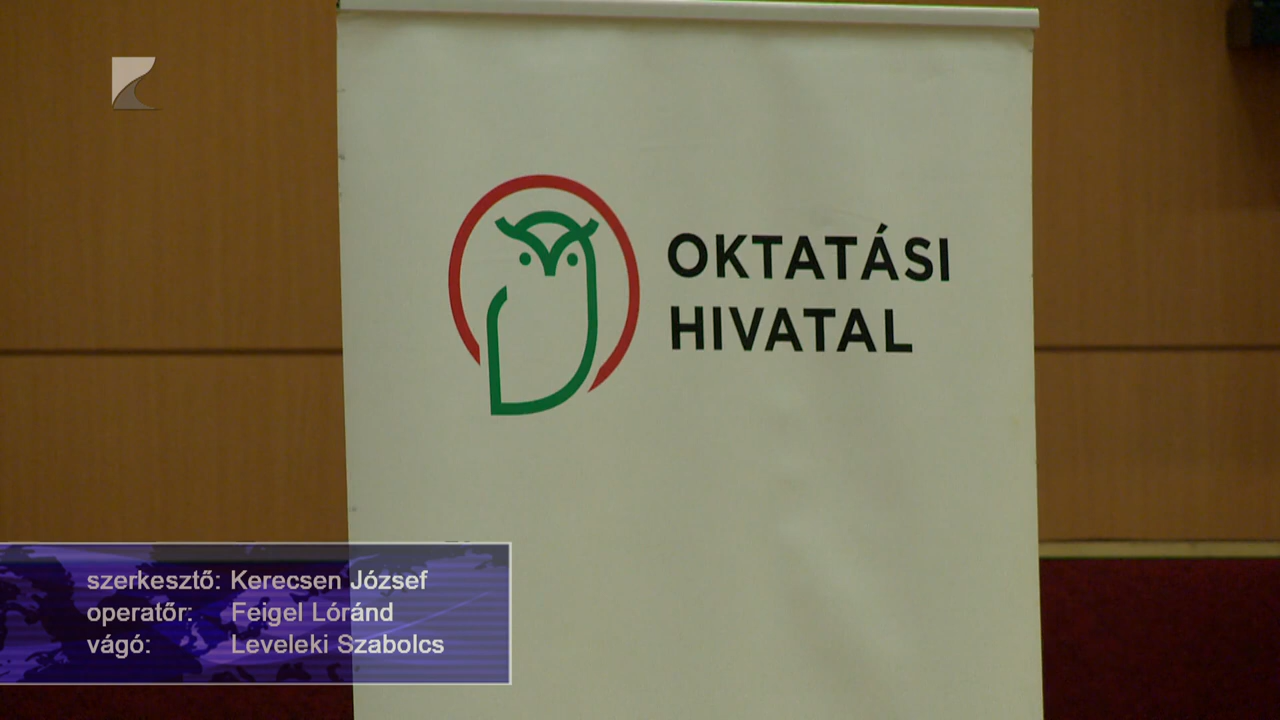 OKTATÁSI
HIVATAL
szerkesztő: Kerecsen József
operatőr: Feigel Lóránd
vágó: Leveleki Szabolcs